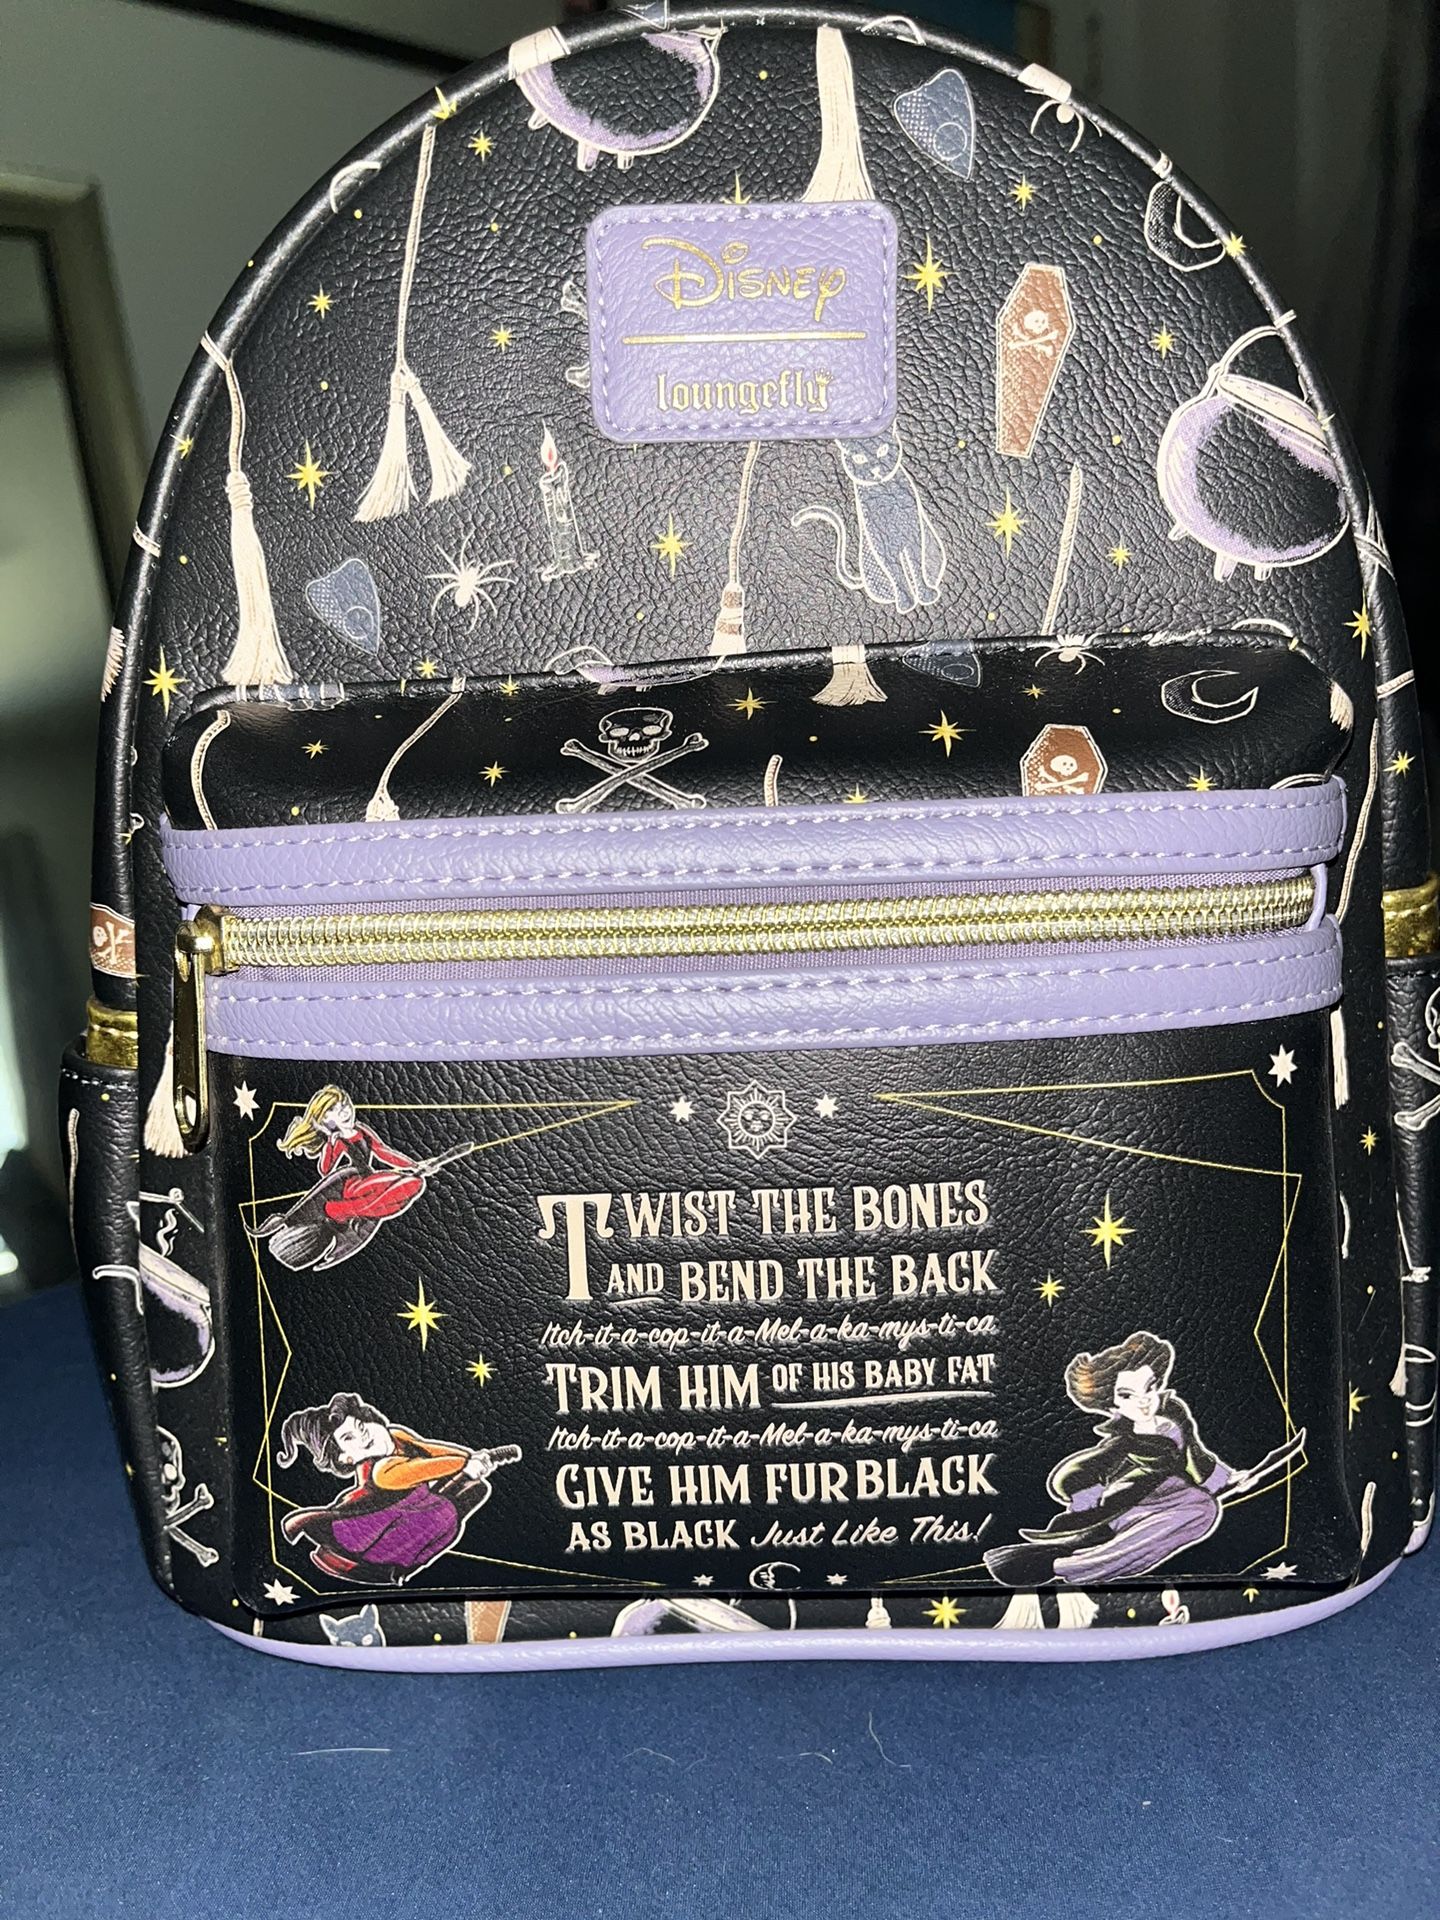 DISNEY
loungefly
TWIST THE BONES
AND BEND THE BACK
Itch-it-a-cop-it-a-Mel-a-ka-mys-ti-ca
TRIM HIM OF HIS BABY FAT
Itch-it-a-cop-it-a-Mel-a-ka-mys-ti-ca
GIVE HIM FUR BLACK
AS BLACK Just Like This!